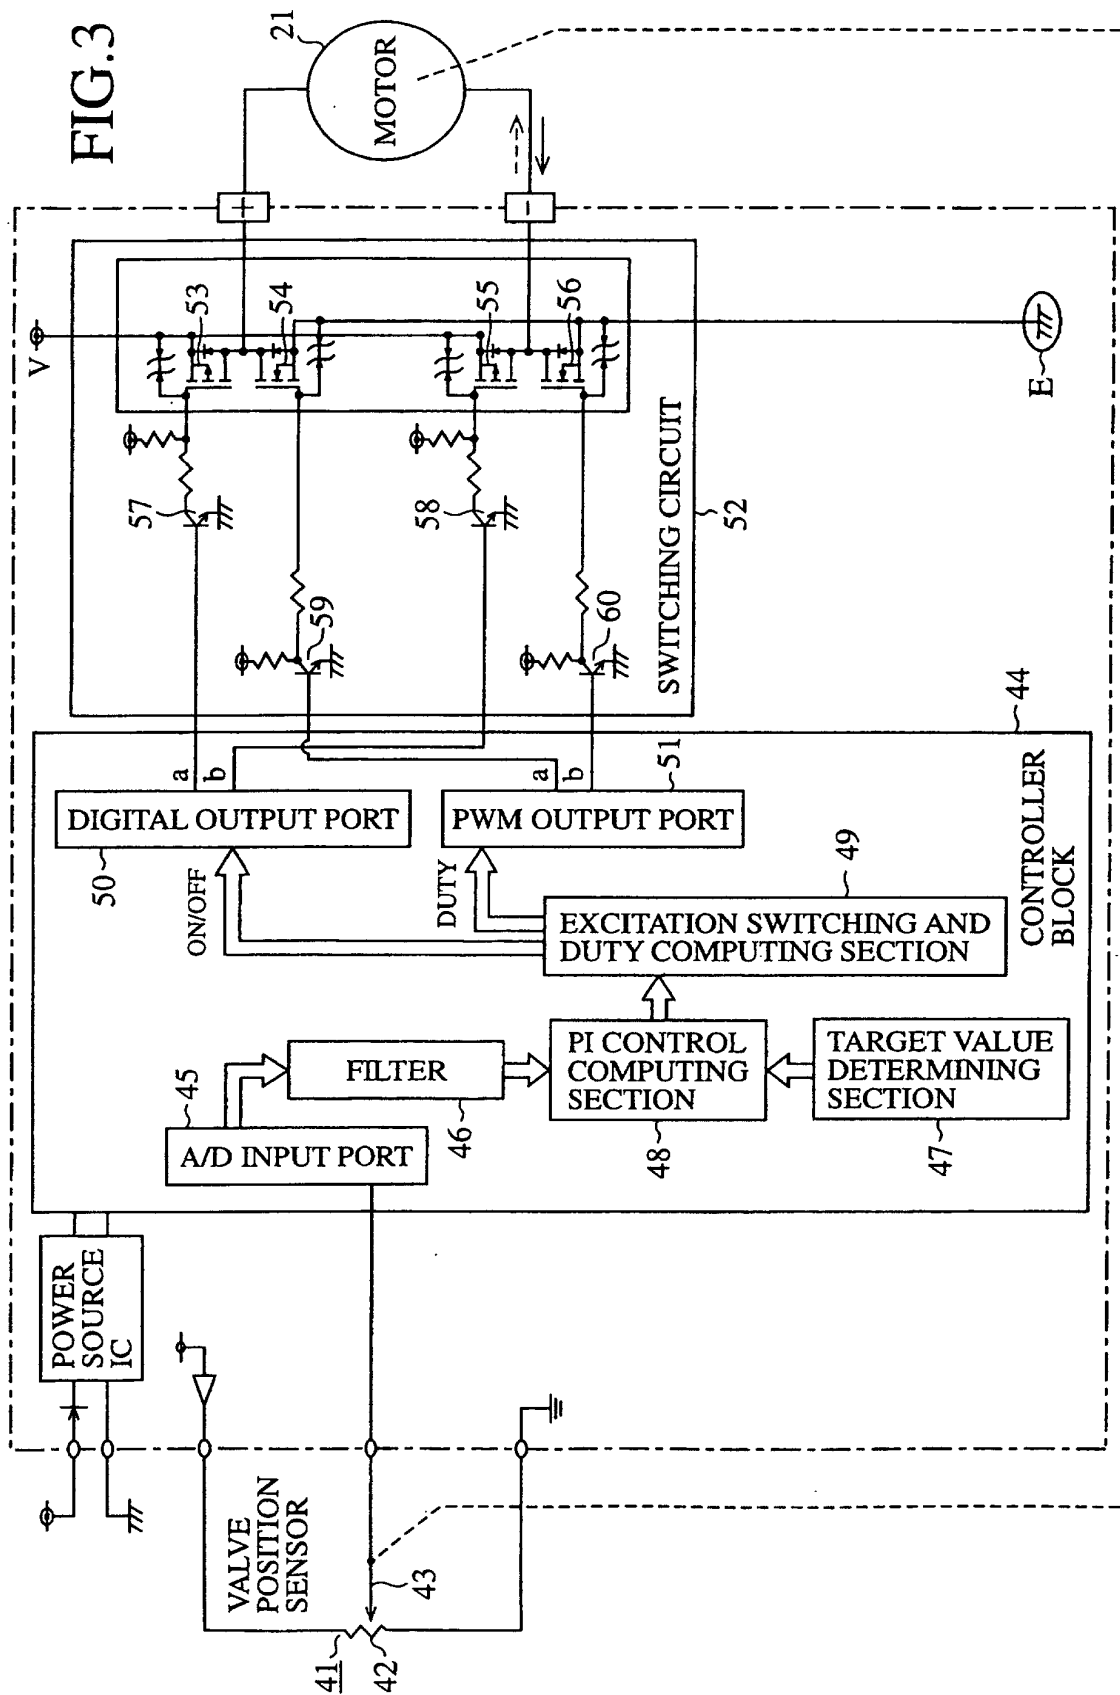 FIG.3
VALVE
POSITION
SENSOR
41
42
43
POWER
SOURCE
IC
A/D INPUT PORT
45
FILTER
46
PI CONTROL
COMPUTING
SECTION
48
TARGET VALUE
DETERMINING
SECTION
47
EXCITATION SWITCHING AND
DUTY COMPUTING SECTION
49
ON/OFF
DUTY
DIGITAL OUTPUT PORT
50
a
b
PWM OUTPUT PORT
51
a
b
CONTROLLER
BLOCK
44
57
58
59
60
53
54
55
56
V
E
SWITCHING CIRCUIT
52
+
-
MOTOR
21